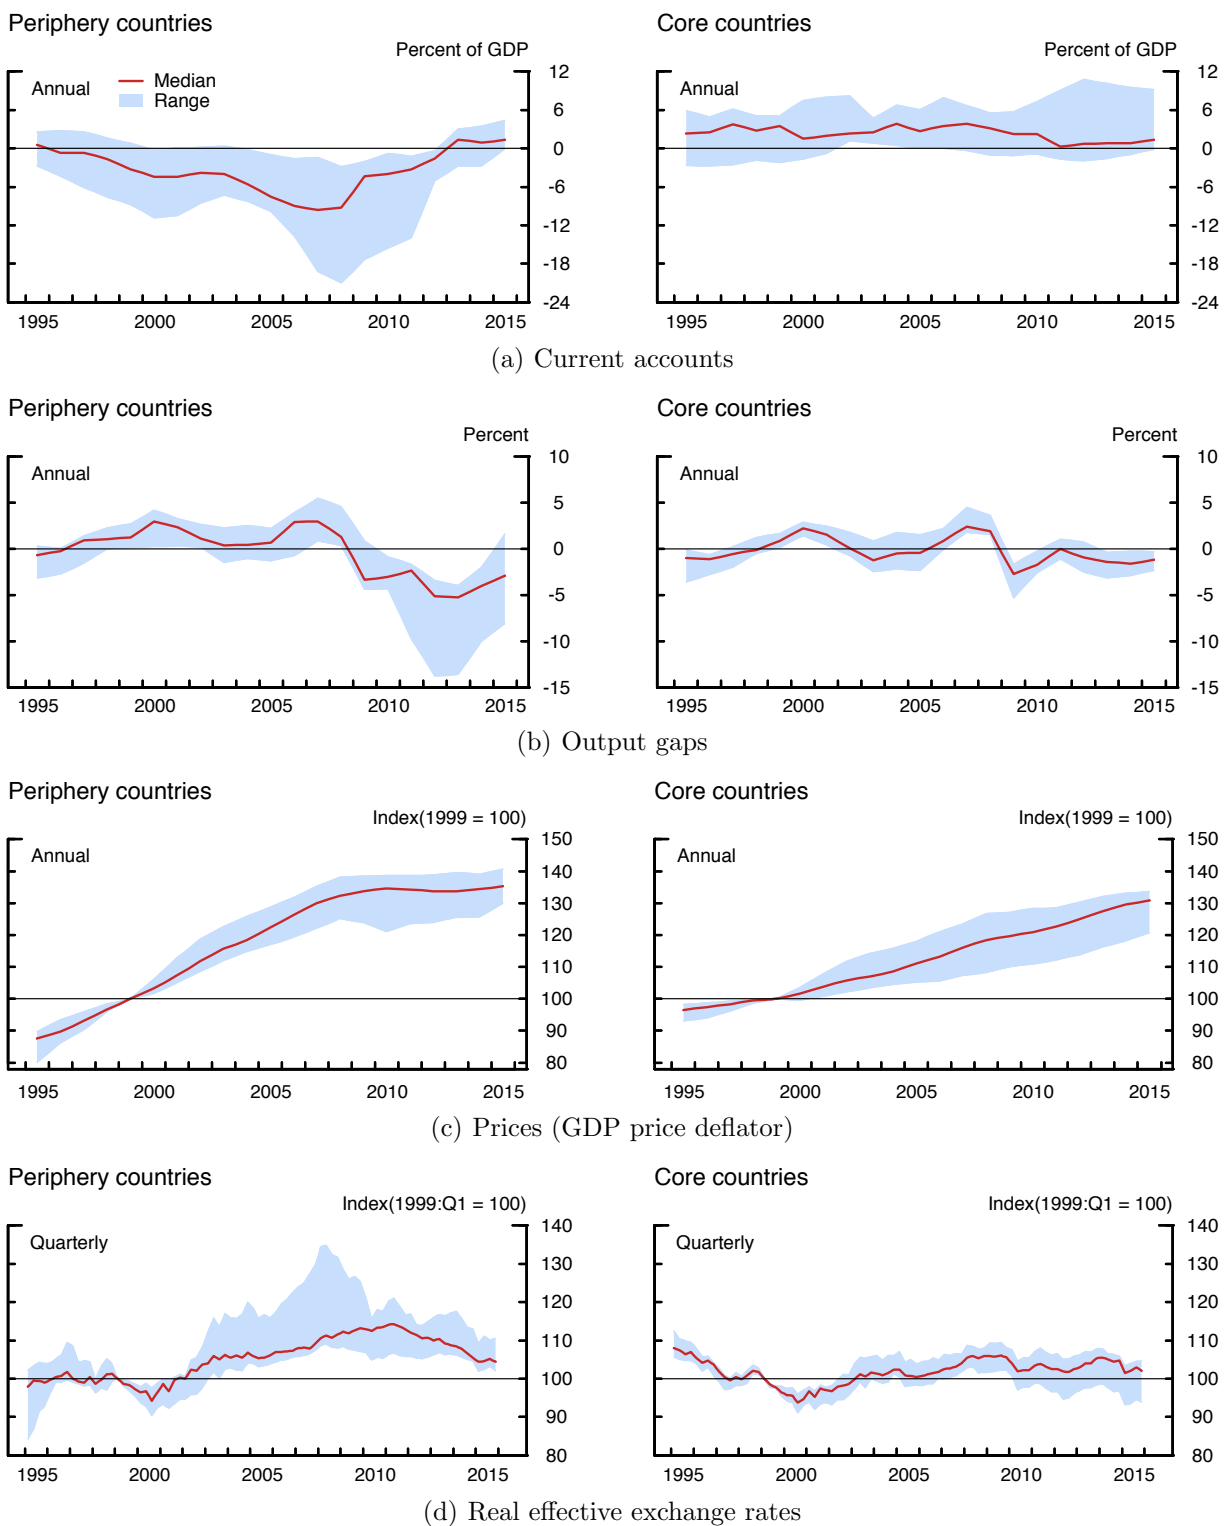 Periphery countries
Core countries
Percent of GDP
Percent of GDP
Annual
Median
Range
Annual
12
6
0
-6
-12
-18
-24
12
6
0
-6
-12
-18
-24
1995 2000 2005 2010 2015
1995 2000 2005 2010 2015
(a) Current accounts
Periphery countries
Core countries
Percent
Percent
Annual
Annual
10
5
0
-5
-10
-15
10
5
0
-5
-10
-15
1995 2000 2005 2010 2015
1995 2000 2005 2010 2015
(b) Output gaps
Periphery countries
Core countries
Index(1999 = 100)
Index(1999 = 100)
Annual
Annual
150
140
130
120
110
100
90
80
150
140
130
120
110
100
90
80
1995 2000 2005 2010 2015
1995 2000 2005 2010 2015
(c) Prices (GDP price deflator)
Periphery countries
Core countries
Index(1999:Q1 = 100)
Index(1999:Q1 = 100)
Quarterly
Quarterly
140
130
120
110
100
90
80
140
130
120
110
100
90
80
1995 2000 2005 2010 2015
1995 2000 2005 2010 2015
(d) Real effective exchange rates